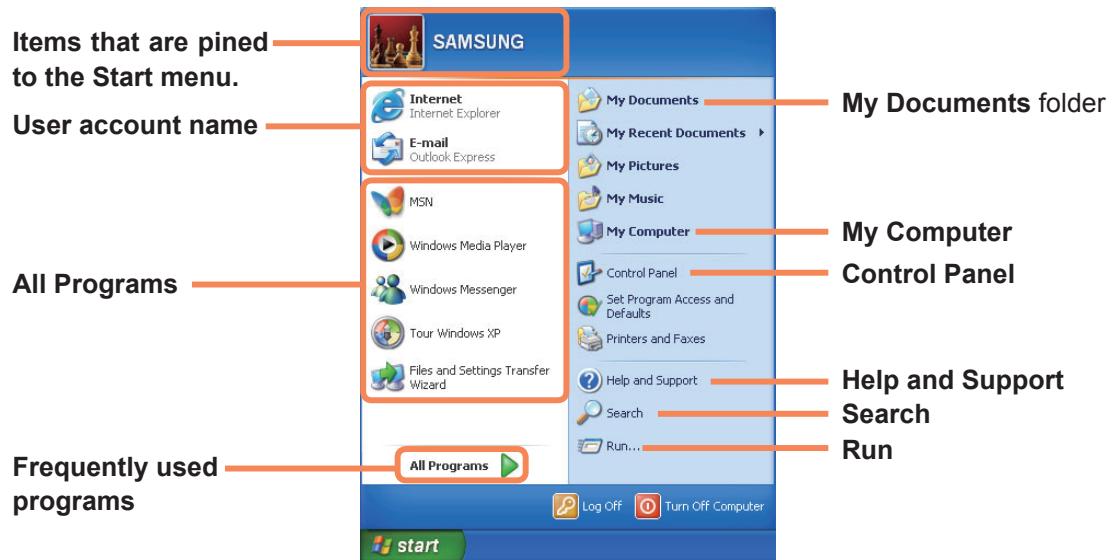 Items that are pined
to the Start menu.
User account name
All Programs
Frequently used
programs
SAMSUNG
Internet
Internet Explorer
E-mail
Outlook Express
MSN
Windows Media Player
Windows Messenger
Tour Windows XP
Files and Settings Transfer
Wizard
All Programs
My Documents
My Recent Documents
My Pictures
My Music
My Computer
Control Panel
Set Program Access and
Defaults
Printers and Faxes
Help and Support
Search
Run...
Log Off
Turn Off Computer
start
My Documents folder
My Computer
Control Panel
Help and Support
Search
Run